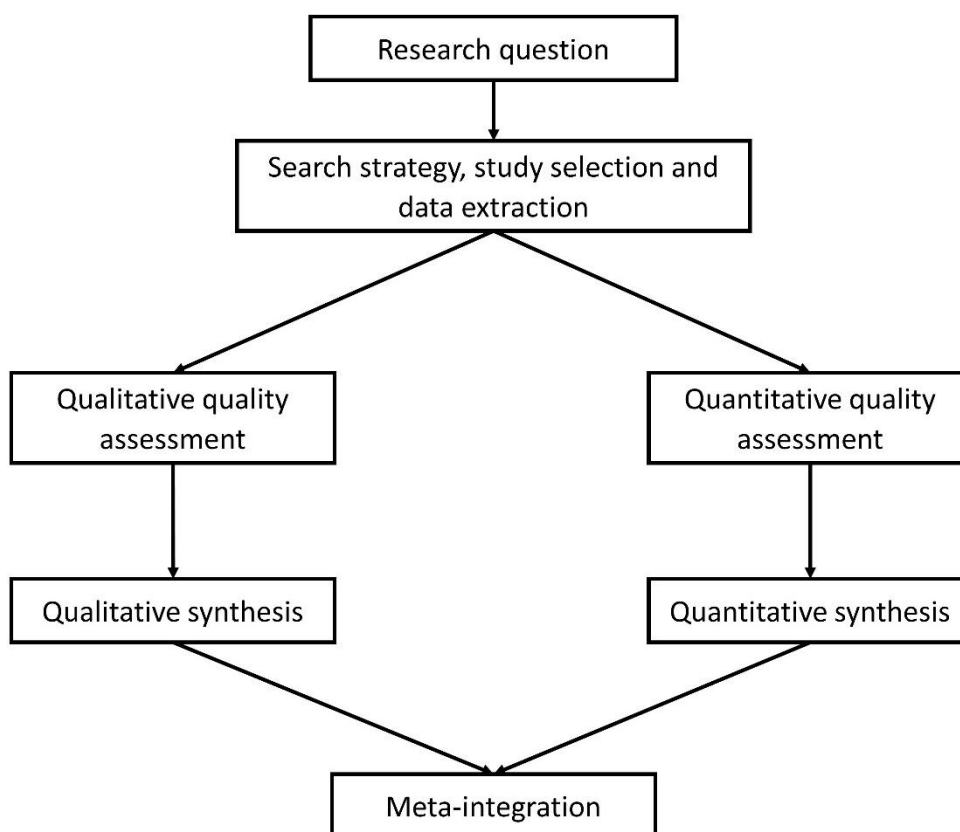 Research question
Search strategy, study selection and
data extraction
Qualitative quality
assessment
Quantitative quality
assessment
Qualitative synthesis
Quantitative synthesis
Meta-integration